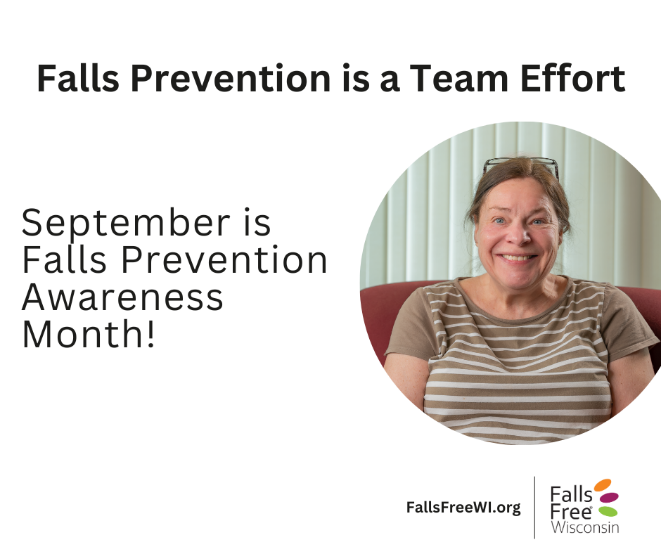 Falls Prevention is a Team Effort
September is
Falls Prevention
Awareness
Month!
FallsFreeWI.org
Falls
Free
Wisconsin